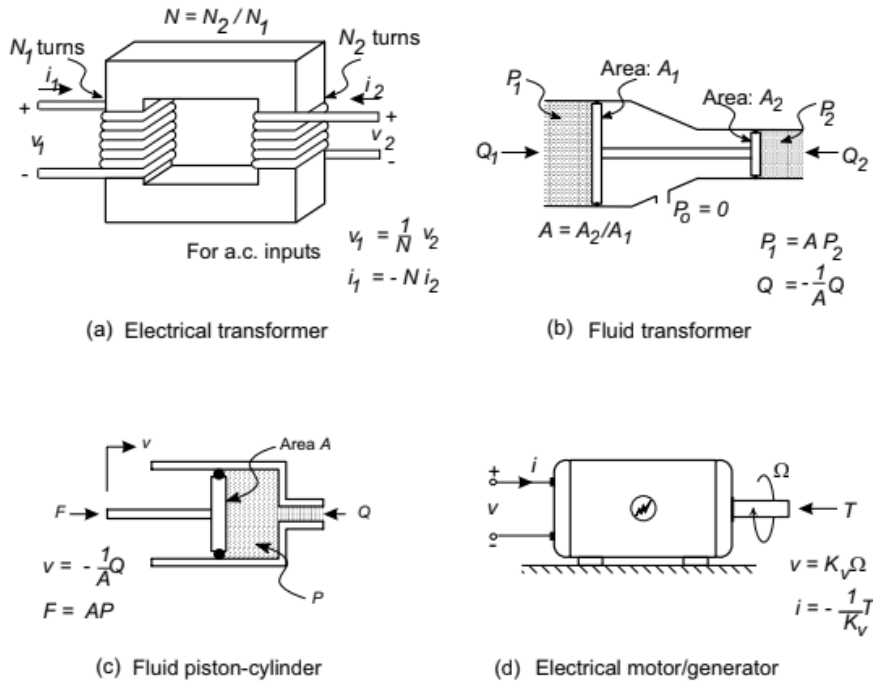 N = N₂ / N₁
N₁ turns
N₂ turns
i₁
i₂
+
+
v₁
v₂
-
-
For a.c. inputs
v₁ = 1/N v₂
i₁ = - N i₂
(a) Electrical transformer
P₁
Area: A₁
Area: A₂
P₂
Q₁
Q₂
P₀ = 0
A = A₂/A₁
P₁ = A P₂
Q = - 1/A Q
(b) Fluid transformer
v
Area A
F
Q
v = - 1/A Q
F = AP
P
(c) Fluid piston-cylinder
+
i
v
-
Ω
T
v = Kᵥ Ω
i = - 1/Kᵥ T
(d) Electrical motor/generator